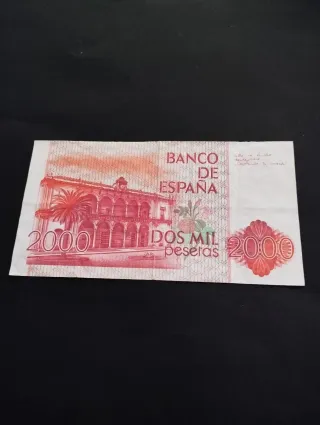 BANCO
DE
ESPAÑA
2000
DOS MIL
pesetas
2000